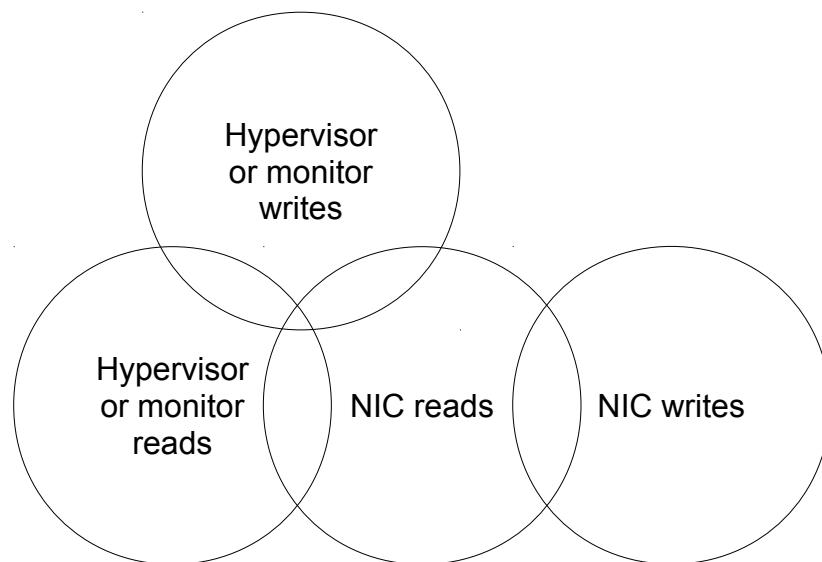 Hypervisor
or monitor
writes
Hypervisor
or monitor
reads
NIC reads
NIC writes